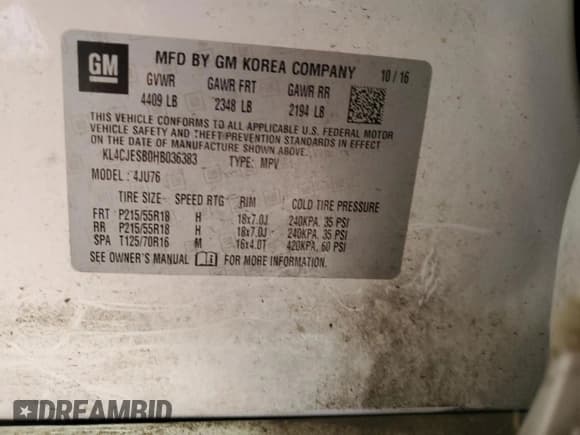 GM
MFD BY GM KOREA COMPANY 10/16
GVWR GAWR FRT GAWR RR
4409 LB 2348 LB 2194 LB
THIS VEHICLE CONFORMS TO ALL APPLICABLE U.S. FEDERAL MOTOR
VEHICLE SAFETY AND THEFT PREVENTION STANDARDS IN EFFECT
ON THE DATE OF MANUFACTURE SHOWN ABOVE.
KL4CJESB0HB036383 TYPE: MPV
MODEL: 4JU76
TIRE SIZE SPEED RTG RIM COLD TIRE PRESSURE
FRT P215/55R18 H 18x7.0J 240KPA, 35 PSI
RR P215/55R18 H 18x7.0J 240KPA, 35 PSI
SPA T125/70R16 M 16x4.0T 420KPA, 60 PSI
SEE OWNER'S MANUAL FOR MORE INFORMATION.
DREAMBID